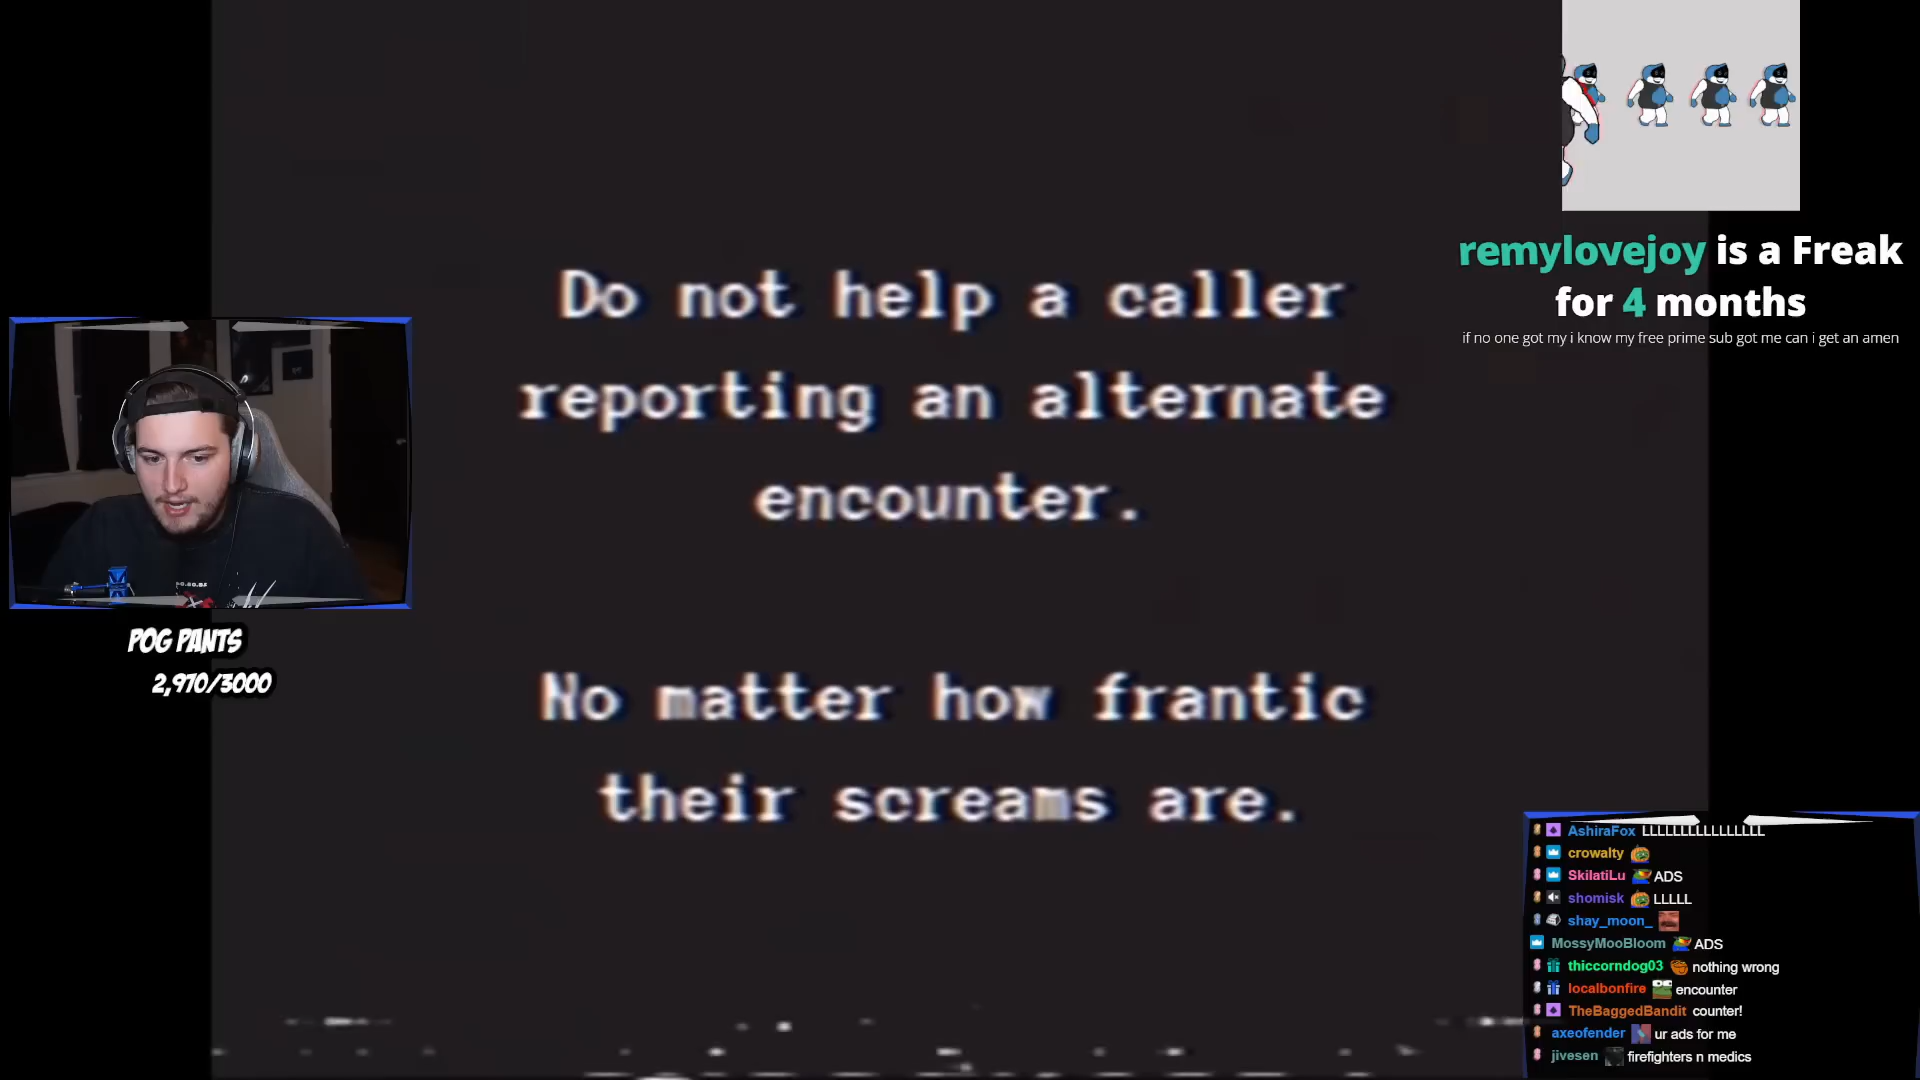 Do not help a caller
reporting an alternate
encounter.
No matter how frantic
their screams are.
remylovejoy is a Freak
for 4 months
if no one got my i know my free prime sub got me can i get an amen
POG PANTS
2,970/3000
AshiraFox LLLLLLLLLLLLLLLL
crowalty
SkilatiLu ADS
shomisk LLLLL
shay_moon_
MossyMooBloom ADS
thiccorndog03 nothing wrong
localbonfire encounter
TheBaggedBandit counter!
axeofender ur ads for me
jivesen firefighters n medics